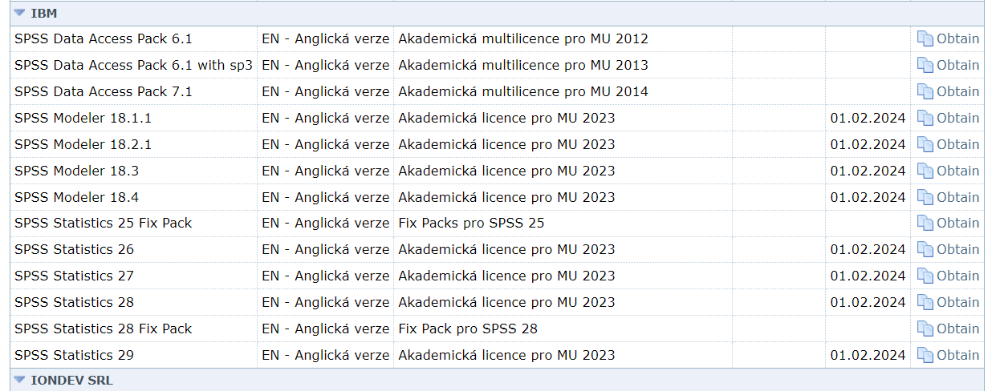 IBM
SPSS Data Access Pack 6.1 EN - Anglická verze Akademická multilicence pro MU 2012 Obtain
SPSS Data Access Pack 6.1 with sp3 EN - Anglická verze Akademická multilicence pro MU 2013 Obtain
SPSS Data Access Pack 7.1 EN - Anglická verze Akademická multilicence pro MU 2014 Obtain
SPSS Modeler 18.1.1 EN - Anglická verze Akademická licence pro MU 2023 01.02.2024 Obtain
SPSS Modeler 18.2.1 EN - Anglická verze Akademická licence pro MU 2023 01.02.2024 Obtain
SPSS Modeler 18.3 EN - Anglická verze Akademická licence pro MU 2023 01.02.2024 Obtain
SPSS Modeler 18.4 EN - Anglická verze Akademická licence pro MU 2023 01.02.2024 Obtain
SPSS Statistics 25 Fix Pack EN - Anglická verze Fix Packs pro SPSS 25 Obtain
SPSS Statistics 26 EN - Anglická verze Akademická licence pro MU 2023 01.02.2024 Obtain
SPSS Statistics 27 EN - Anglická verze Akademická licence pro MU 2023 01.02.2024 Obtain
SPSS Statistics 28 EN - Anglická verze Akademická licence pro MU 2023 01.02.2024 Obtain
SPSS Statistics 28 Fix Pack EN - Anglická verze Fix Pack pro SPSS 28 Obtain
SPSS Statistics 29 EN - Anglická verze Akademická licence pro MU 2023 01.02.2024 Obtain
IONDEV SRL